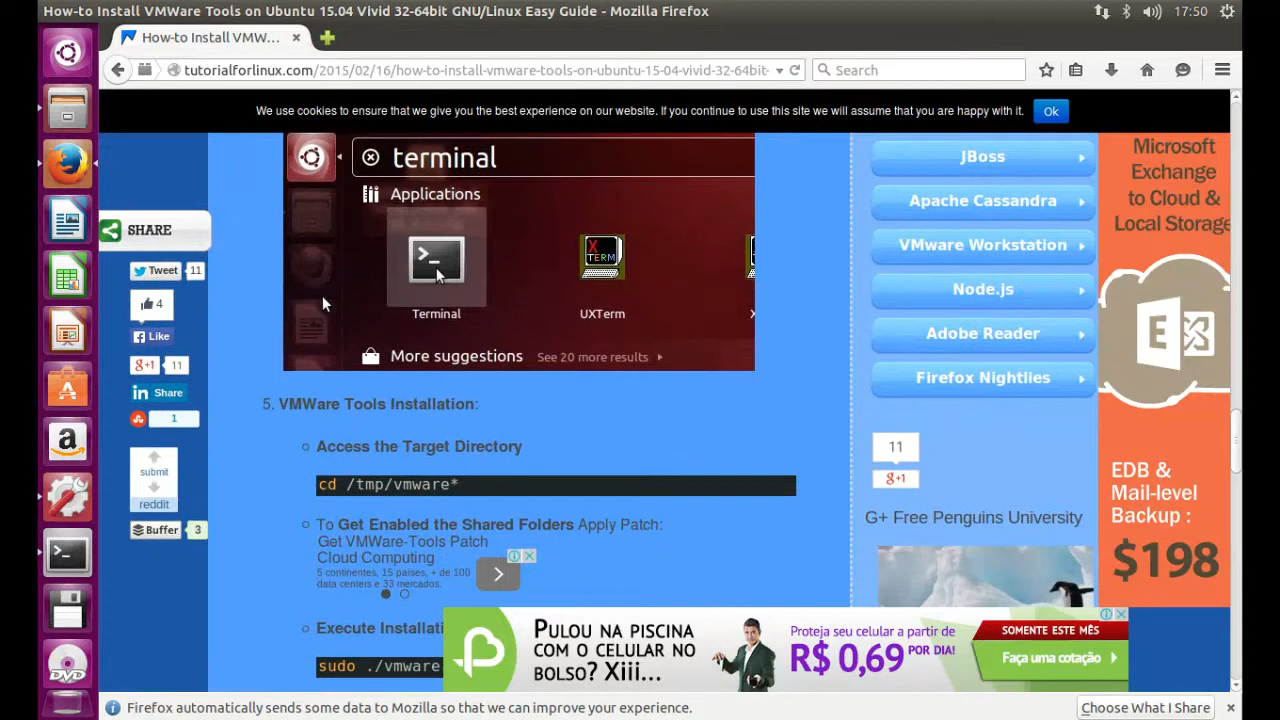 How-to Install VMWare Tools on Ubuntu 15.04 Vivid 32-64bit GNU/Linux Easy Guide - Mozilla Firefox
17:50
How-to Install VMW...
tutorialforlinux.com/2015/02/16/how-to-install-vmware-tools-on-ubuntu-15-04-vivid-32-64bit-
Search
We use cookies to ensure that we give you the best experience on our website. If you continue to use this site we will assume that you are happy with it.
Ok
SHARE
Tweet 11
4
Like
g+1 11
in Share
1
submit
reddit
Buffer 3
terminal
Applications
>_
X
TERM
Terminal
UXTerm
X
More suggestions
See 20 more results
5. VMWare Tools Installation:
Access the Target Directory
cd /tmp/vmware*
To Get Enabled the Shared Folders Apply Patch:
Get VMWare-Tools Patch
Cloud Computing
5 continentes, 15 países, + de 100
data centers e 33 mercados.
Execute Installati
sudo ./vmware
JBoss
Apache Cassandra
VMware Workstation
Node.js
Adobe Reader
Firefox Nightlies
11
g+1
G+ Free Penguins University
Microsoft
Exchange
to Cloud &
Local Storage
E
EDB &
Mail-level
Backup :
$198
PULOU NA PISCINA
COM O CELULAR NO
BOLSO? XIII...
Proteja seu celular a partir de
R$ 0,69 POR DIA!
SOMENTE ESTE MÊS
Faça uma cotação
DVD
Firefox automatically sends some data to Mozilla so that we can improve your experience.
Choose What I Share